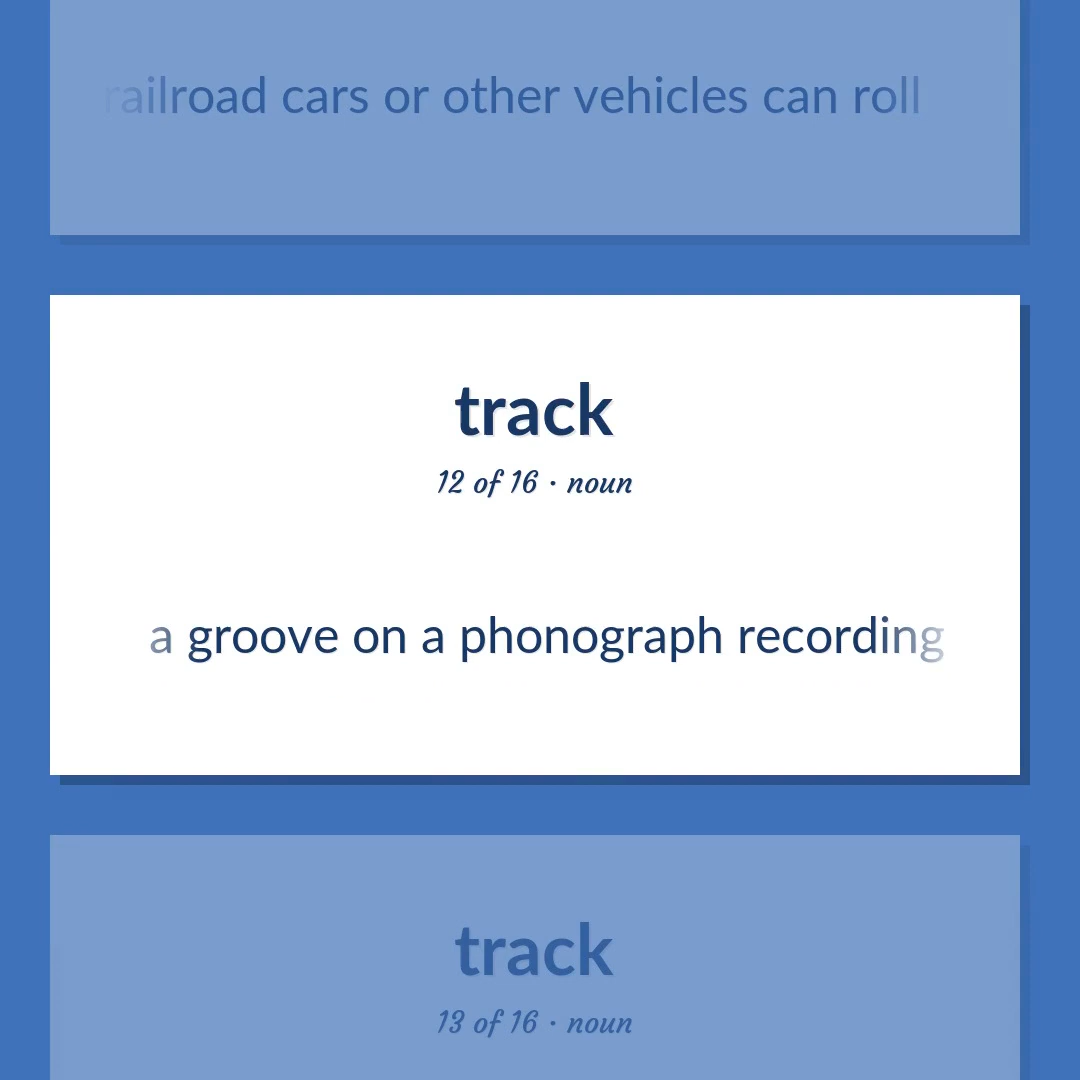 railroad cars or other vehicles can roll
track
12 of 16 · noun
a groove on a phonograph recording
track
13 of 16 · noun